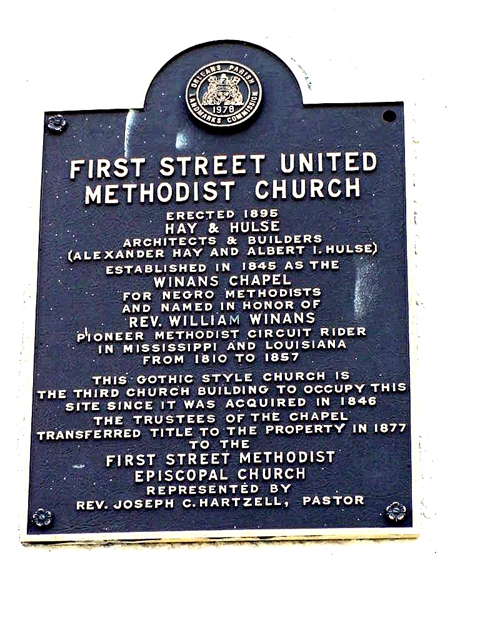 ORLEANS PARISH
1978
LANDMARKS COMMISSION
FIRST STREET UNITED
METHODIST CHURCH
ERECTED 1895
HAY & HULSE
ARCHITECTS & BUILDERS
(ALEXANDER HAY AND ALBERT I. HULSE)
ESTABLISHED IN 1845 AS THE
WINANS CHAPEL
FOR NEGRO METHODISTS
AND NAMED IN HONOR OF
REV. WILLIAM WINANS
PIONEER METHODIST CIRCUIT RIDER
IN MISSISSIPPI AND LOUISIANA
FROM 1810 TO 1857
THIS GOTHIC STYLE CHURCH IS
THE THIRD CHURCH BUILDING TO OCCUPY THIS
SITE SINCE IT WAS ACQUIRED IN 1846
THE TRUSTEES OF THE CHAPEL
TRANSFERRED TITLE TO THE PROPERTY IN 1877
TO THE
FIRST STREET METHODIST
EPISCOPAL CHURCH
REPRESENTED BY
REV. JOSEPH C. HARTZELL, PASTOR